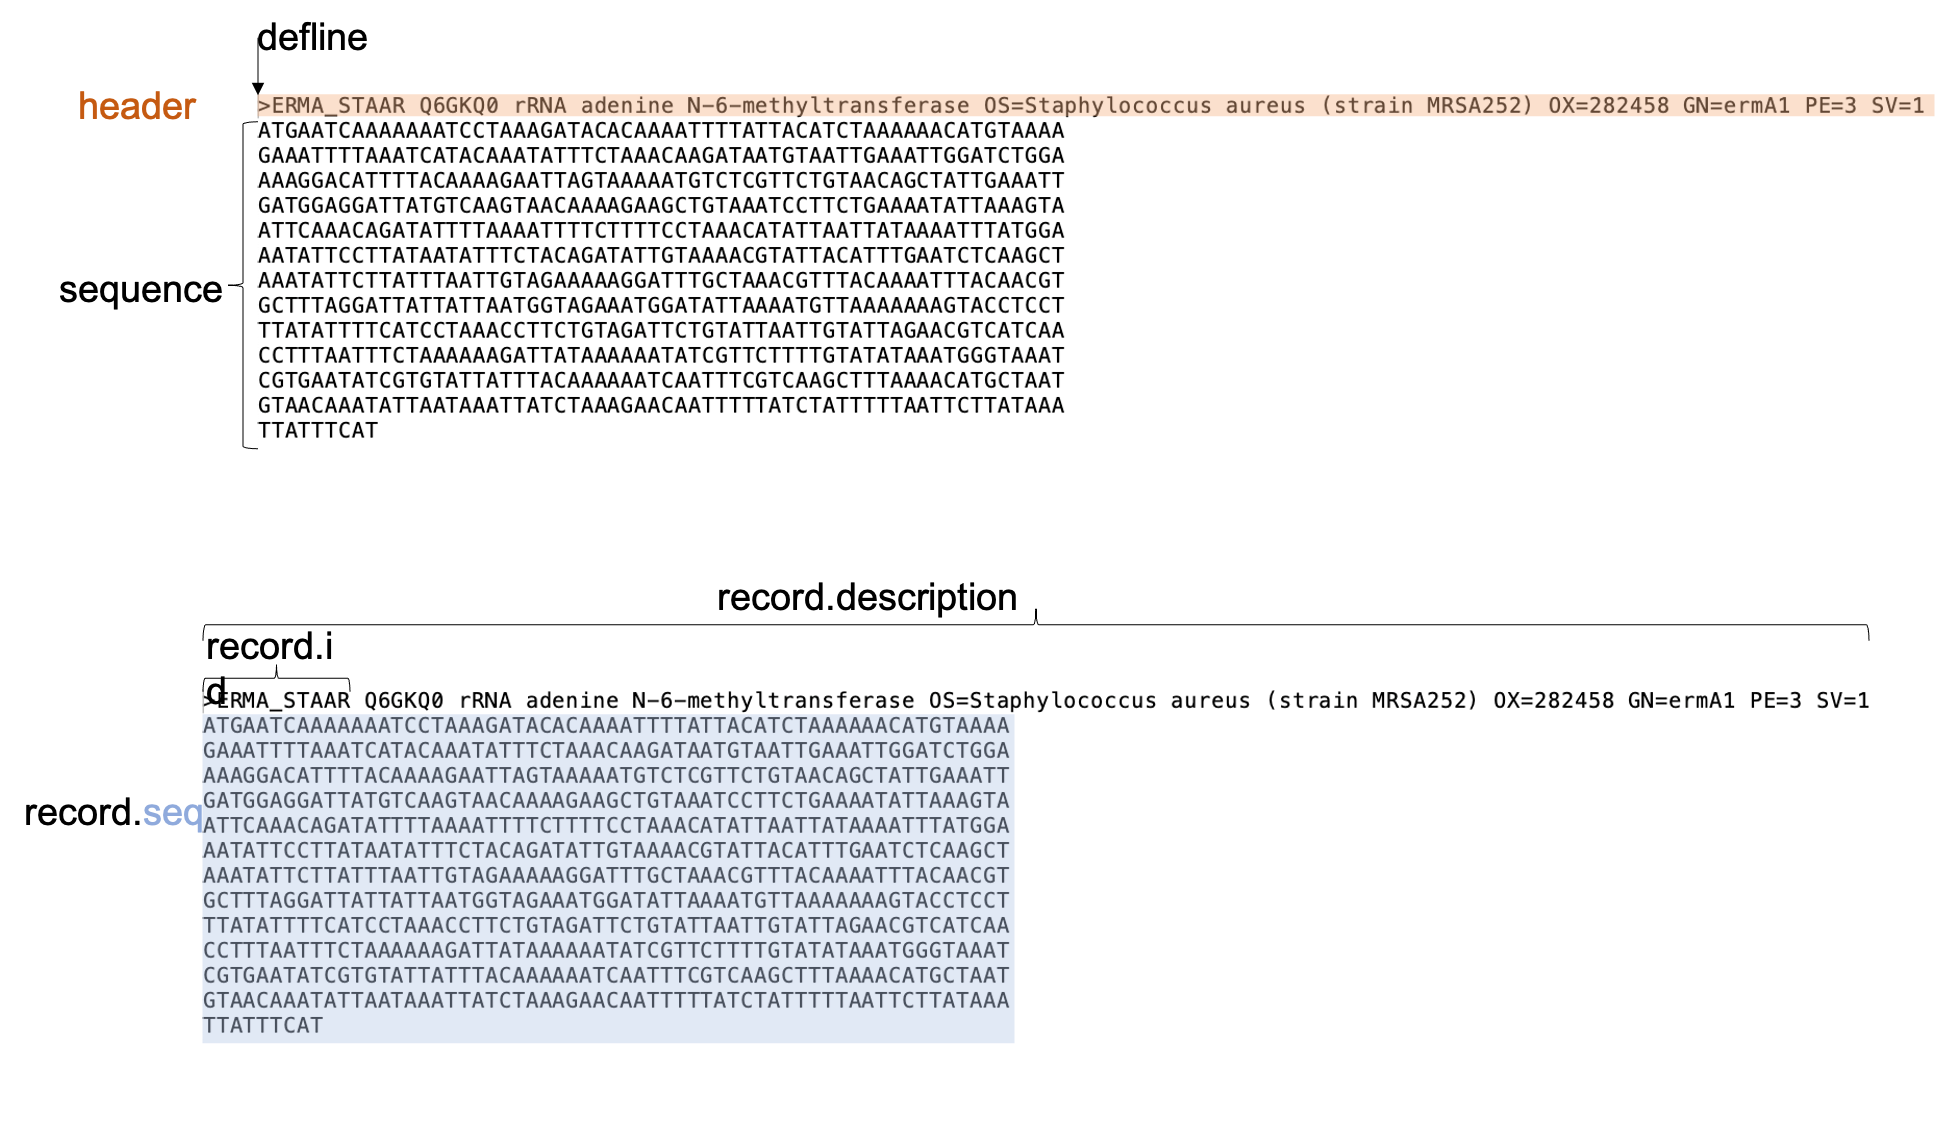 defline
header
>ERMA_STAAR Q6GKQ0 rRNA adenine N-6-methyltransferase OS=Staphylococcus aureus (strain MRSA252) OX=282458 GN=ermA1 PE=3 SV=1
ATGAATCAAAAAAATCCTAAAGATACACAAAATTTTATTACATCTAAAAAACATGTAAAA
GAAATTTTAAATCATACAAATATTTCTAAACAAGATAATGTAATTGAAATTGGATCTGGA
AAAGGACATTTTACAAAAGAATTAGTAAAAATGTCTCGTTCTGTAACAGCTATTGAAATT
GATGGAGGATTATGTCAAGTAACAAAAGAAGCTGTAAATCCTTCTGAAAATATTAAAGTA
ATTCAAACAGATATTTTAAAATTTTCTTTTCCTAAACATATTAATTATAAAATTTATGGA
AATATTCCTTATAATATTTCTACAGATATTGTAAAACGTATTACATTTGAATCTCAAGCT
sequence
AAATATTCTTATTTAATTGTAGAAAAAGGATTTGCTAAACGTTTACAAAATTTACAACGT
GCTTTAGGATTATTATTAATGGTAGAAATGGATATTAAAATGTTAAAAAAAGTACCTCCT
TTATATTTTCATCCTAAACCTTCTGTAGATTCTGTATTAATTGTATTAGAACGTCATCAA
CCTTTAATTTCTAAAAAAGATTATAAAAAATATCGTTCTTTTGTATATAAATGGGTAAAT
CGTGAATATCGTGTATTATTTACAAAAAATCAATTTCGTCAAGCTTTAAAACATGCTAAT
GTAACAAATATTAATAAATTATCTAAAGAACAATTTTTATCTATTTTTAATTCTTATAAA
TTATTTCAT
record.description
record.i
d
>ERMA_STAAR Q6GKQ0 rRNA adenine N-6-methyltransferase OS=Staphylococcus aureus (strain MRSA252) OX=282458 GN=ermA1 PE=3 SV=1
ATGAATCAAAAAAATCCTAAAGATACACAAAATTTTATTACATCTAAAAAACATGTAAAA
GAAATTTTAAATCATACAAATATTTCTAAACAAGATAATGTAATTGAAATTGGATCTGGA
AAAGGACATTTTACAAAAGAATTAGTAAAAATGTCTCGTTCTGTAACAGCTATTGAAATT
GATGGAGGATTATGTCAAGTAACAAAAGAAGCTGTAAATCCTTCTGAAAATATTAAAGTA
record.seq
ATTCAAACAGATATTTTAAAATTTTCTTTTCCTAAACATATTAATTATAAAATTTATGGA
AATATTCCTTATAATATTTCTACAGATATTGTAAAACGTATTACATTTGAATCTCAAGCT
AAATATTCTTATTTAATTGTAGAAAAAGGATTTGCTAAACGTTTACAAAATTTACAACGT
GCTTTAGGATTATTATTAATGGTAGAAATGGATATTAAAATGTTAAAAAAAGTACCTCCT
TTATATTTTCATCCTAAACCTTCTGTAGATTCTGTATTAATTGTATTAGAACGTCATCAA
CCTTTAATTTCTAAAAAAGATTATAAAAAATATCGTTCTTTTGTATATAAATGGGTAAAT
CGTGAATATCGTGTATTATTTACAAAAAATCAATTTCGTCAAGCTTTAAAACATGCTAAT
GTAACAAATATTAATAAATTATCTAAAGAACAATTTTTATCTATTTTTAATTCTTATAAA
TTATTTCAT